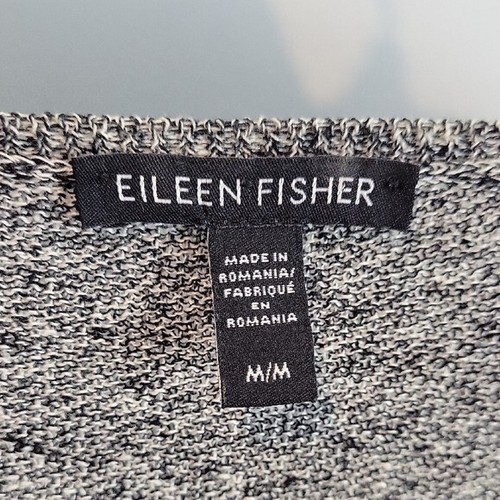 EILEEN FISHER
MADE IN
ROMANIA/
FABRIQUÉ
EN
ROMANIA
M/M